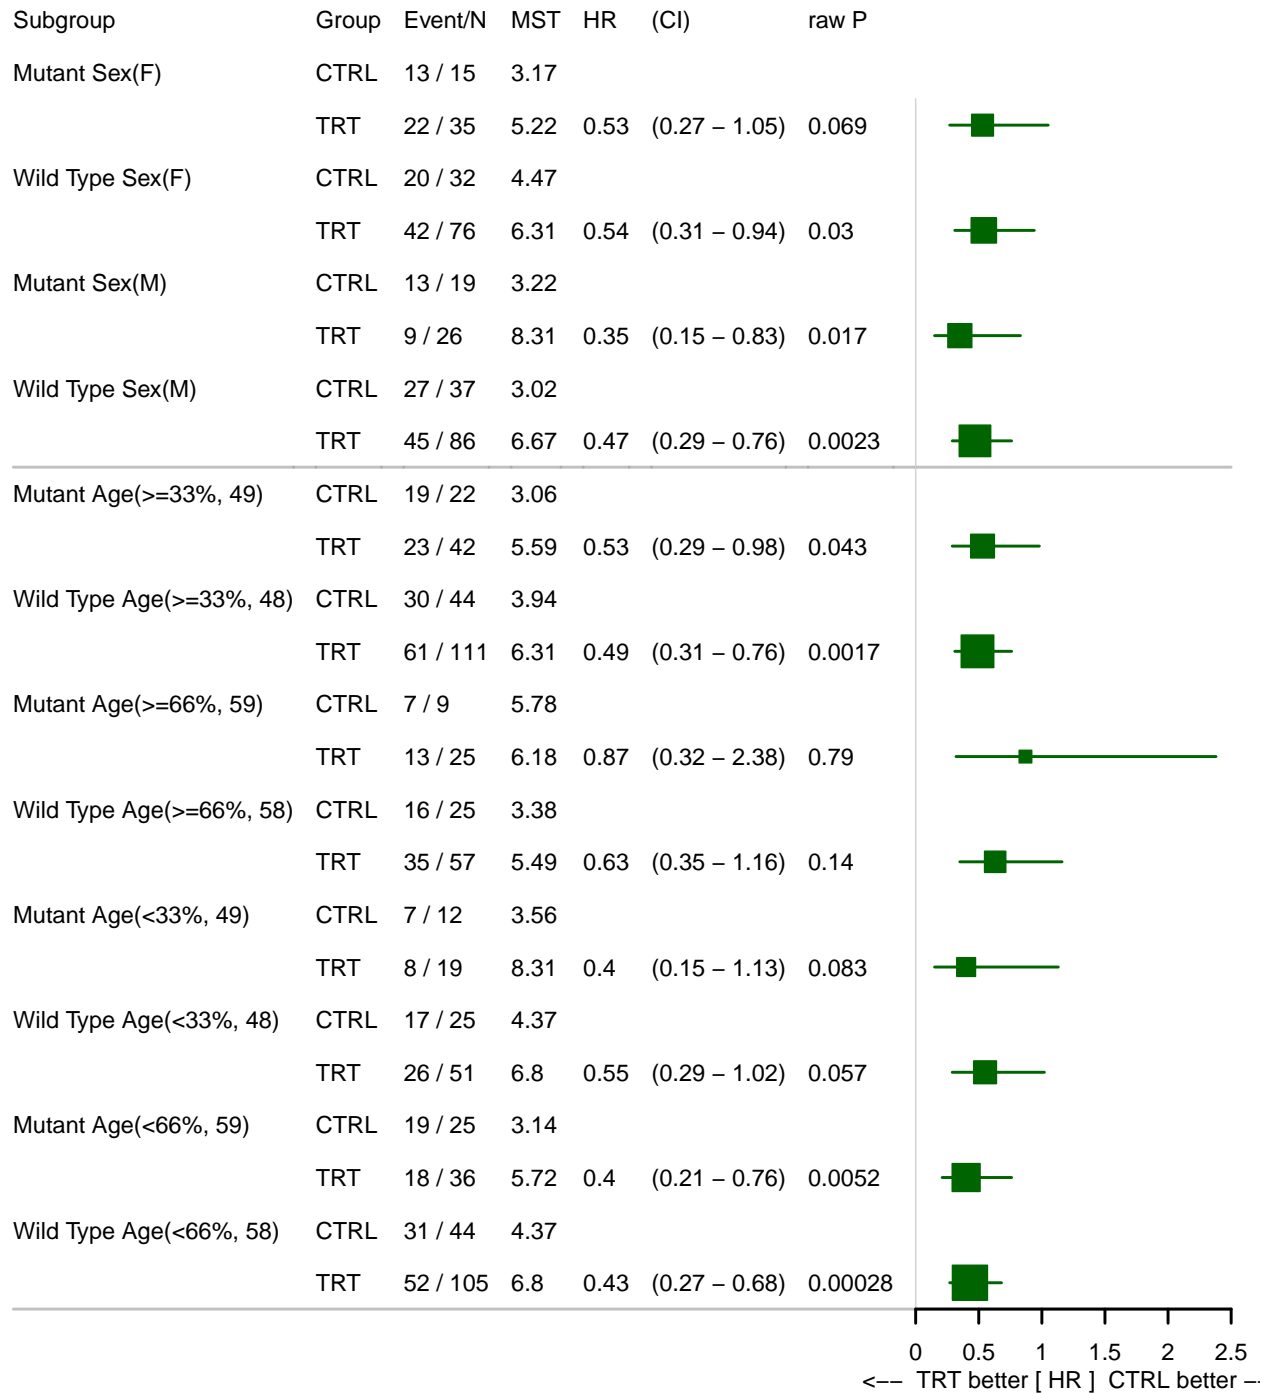 Subgroup Group Event/N MST HR (CI) raw P
Mutant Sex(F) CTRL 13 / 15 3.17
TRT 22 / 35 5.22 0.53 (0.27 − 1.05) 0.069
Wild Type Sex(F) CTRL 20 / 32 4.47
TRT 42 / 76 6.31 0.54 (0.31 − 0.94) 0.03
Mutant Sex(M) CTRL 13 / 19 3.22
TRT 9 / 26 8.31 0.35 (0.15 − 0.83) 0.017
Wild Type Sex(M) CTRL 27 / 37 3.02
TRT 45 / 86 6.67 0.47 (0.29 − 0.76) 0.0023
Mutant Age(>=33%, 49) CTRL 19 / 22 3.06
TRT 23 / 42 5.59 0.53 (0.29 − 0.98) 0.043
Wild Type Age(>=33%, 48) CTRL 30 / 44 3.94
TRT 61 / 111 6.31 0.49 (0.31 − 0.76) 0.0017
Mutant Age(>=66%, 59) CTRL 7 / 9 5.78
TRT 13 / 25 6.18 0.87 (0.32 − 2.38) 0.79
Wild Type Age(>=66%, 58) CTRL 16 / 25 3.38
TRT 35 / 57 5.49 0.63 (0.35 − 1.16) 0.14
Mutant Age(<33%, 49) CTRL 7 / 12 3.56
TRT 8 / 19 8.31 0.4 (0.15 − 1.13) 0.083
Wild Type Age(<33%, 48) CTRL 17 / 25 4.37
TRT 26 / 51 6.8 0.55 (0.29 − 1.02) 0.057
Mutant Age(<66%, 59) CTRL 19 / 25 3.14
TRT 18 / 36 5.72 0.4 (0.21 − 0.76) 0.0052
Wild Type Age(<66%, 58) CTRL 31 / 44 4.37
TRT 52 / 105 6.8 0.43 (0.27 − 0.68) 0.00028
0 0.5 1 1.5 2 2.5
<−− TRT better [ HR ] CTRL better −